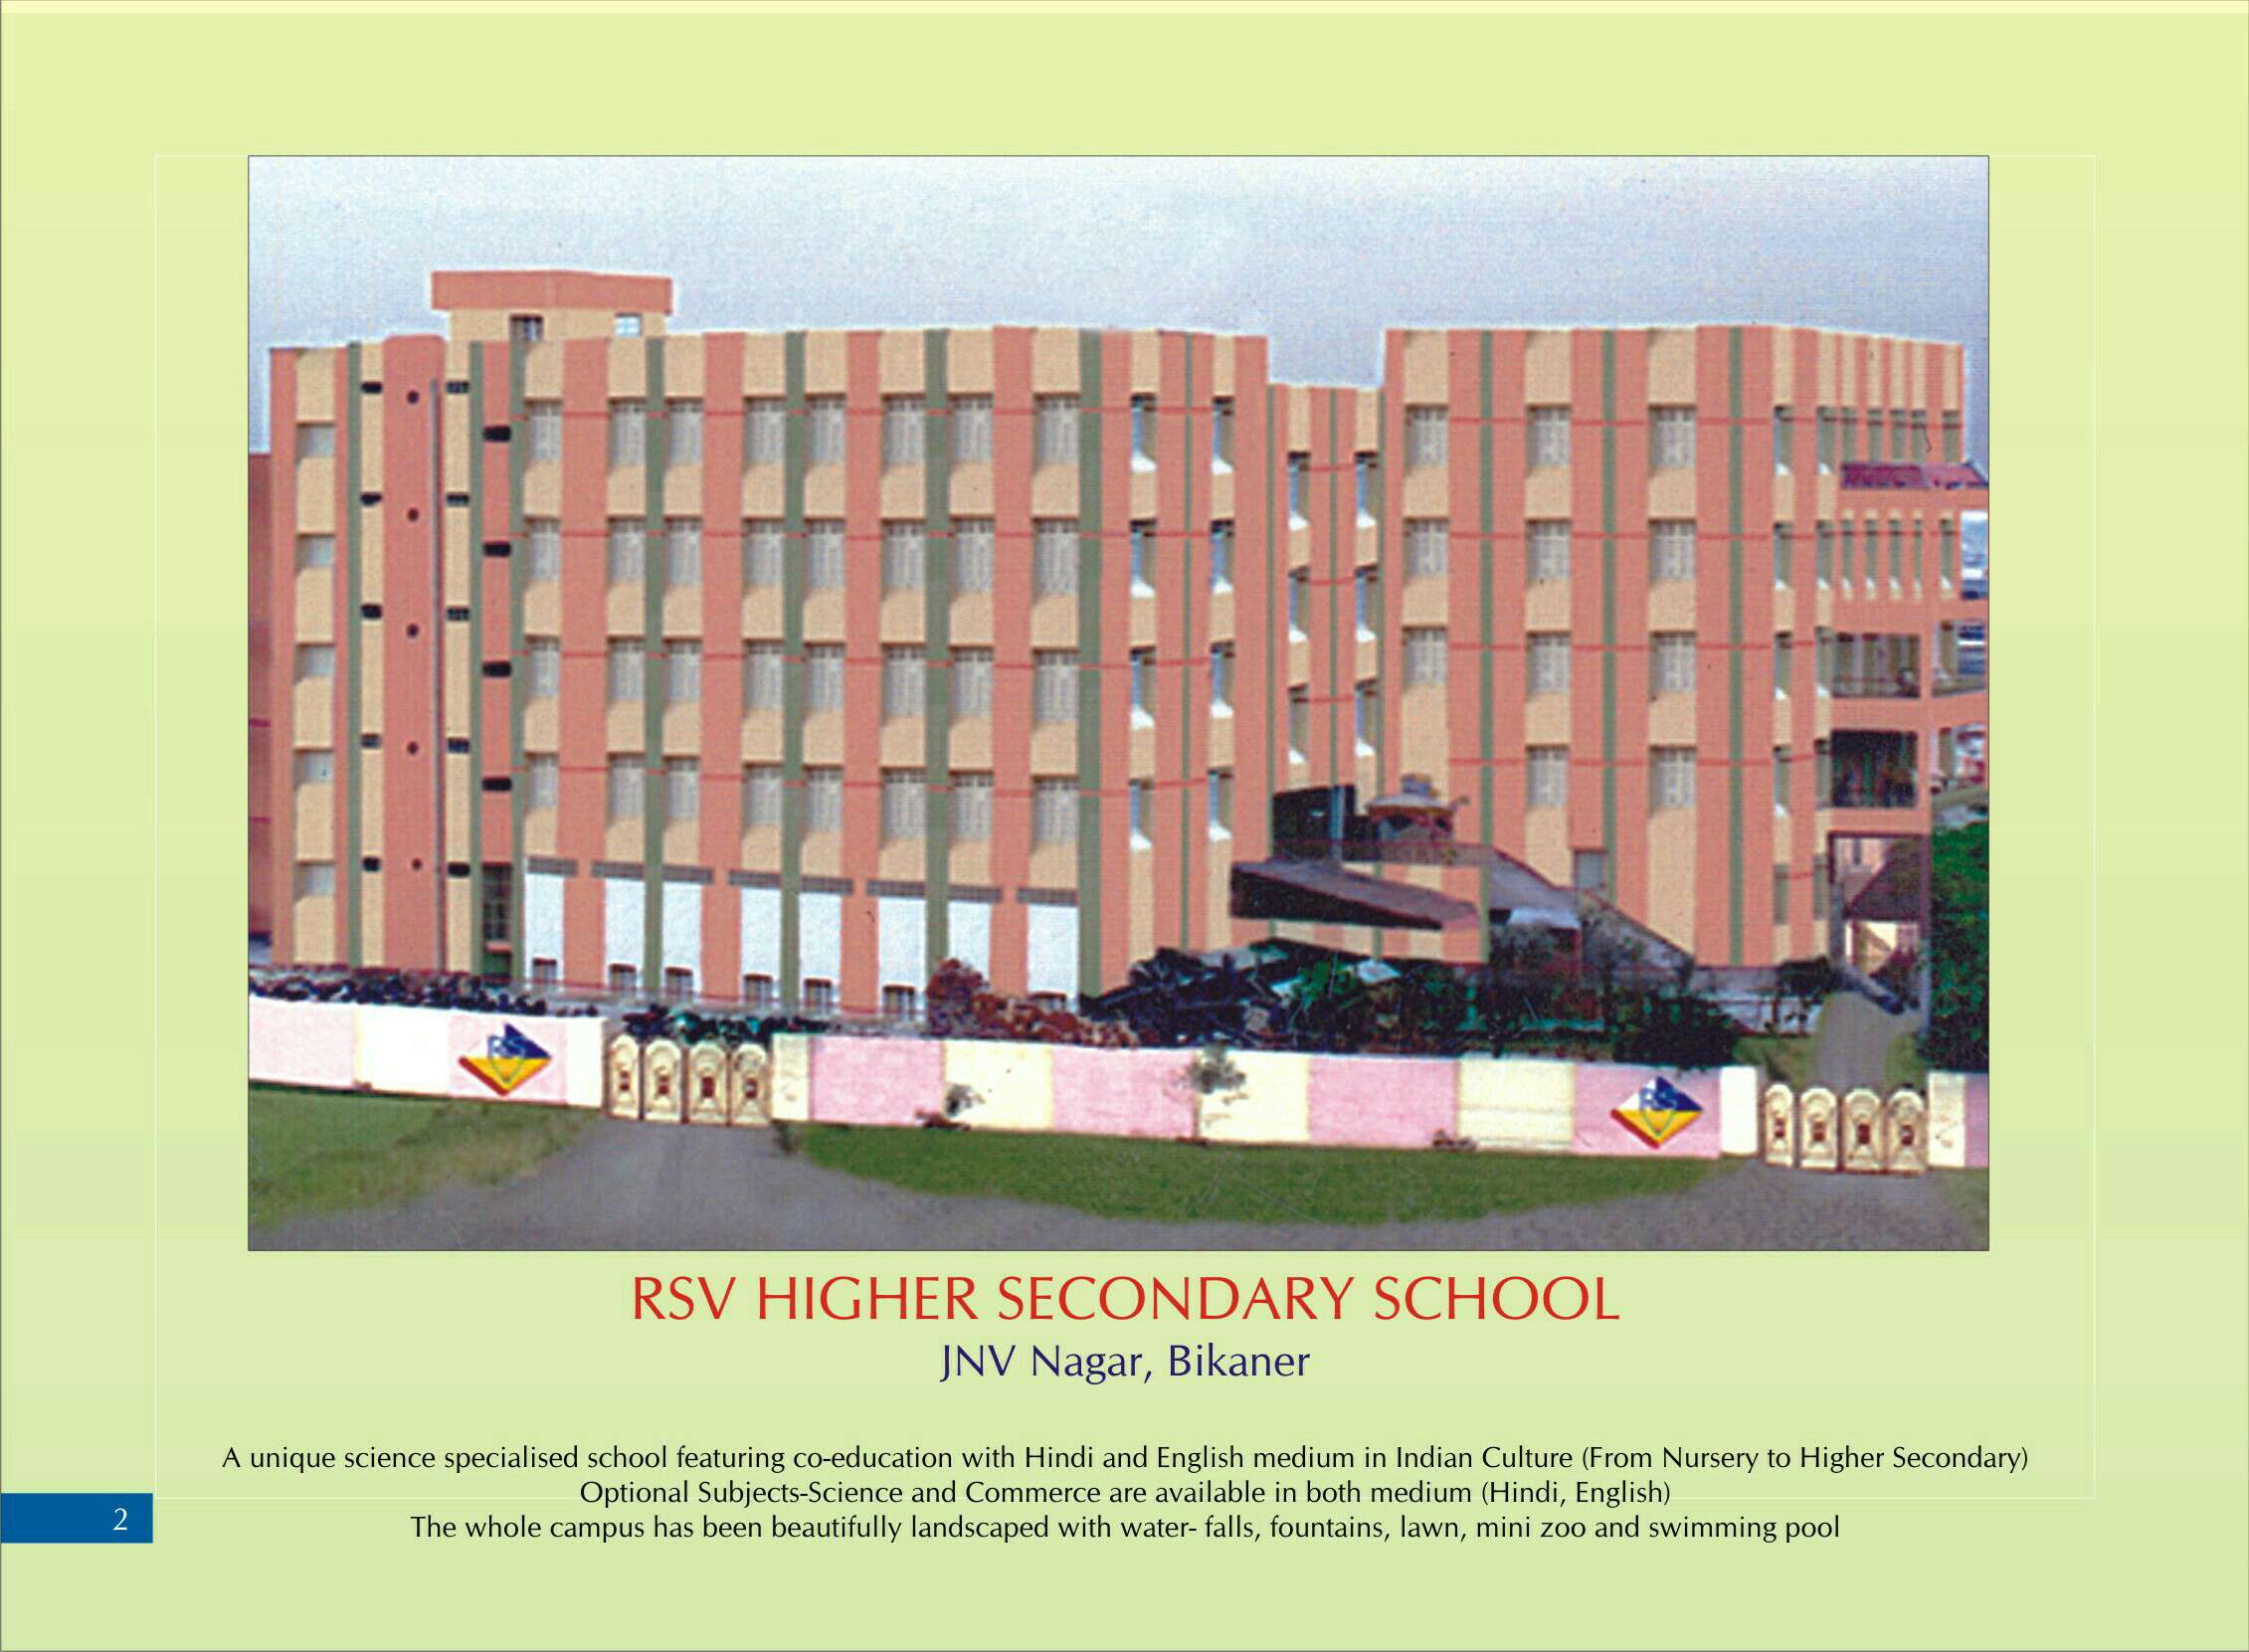 RS
V
RS
V
RSV HIGHER SECONDARY SCHOOL
JNV Nagar, Bikaner
A unique science specialised school featuring co-education with Hindi and English medium in Indian Culture (From Nursery to Higher Secondary)
Optional Subjects-Science and Commerce are available in both medium (Hindi, English)
2
The whole campus has been beautifully landscaped with water- falls, fountains, lawn, mini zoo and swimming pool